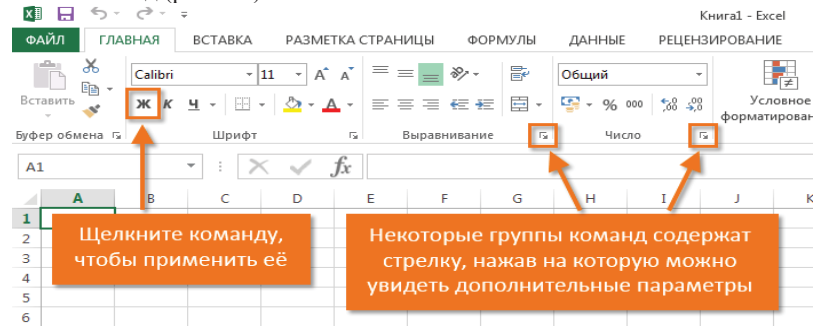 Книга1 - Excel
ФАЙЛ ГЛАВНАЯ ВСТАВКА РАЗМЕТКА СТРАНИЦЫ ФОРМУЛЫ ДАННЫЕ РЕЦЕНЗИРОВАНИЕ
Calibri 11 A A Общий
Вставить Ж К Ч A % 000 ,00 Условное
форматирован
Буфер обмена Шрифт Выравнивание Число
A1 fx
A B C D E F G H I J K
1
2 Щелкните команду, Некоторые группы команд содержат
3 чтобы применить её стрелку, нажав на которую можно
4 увидеть дополнительные параметры
5
6